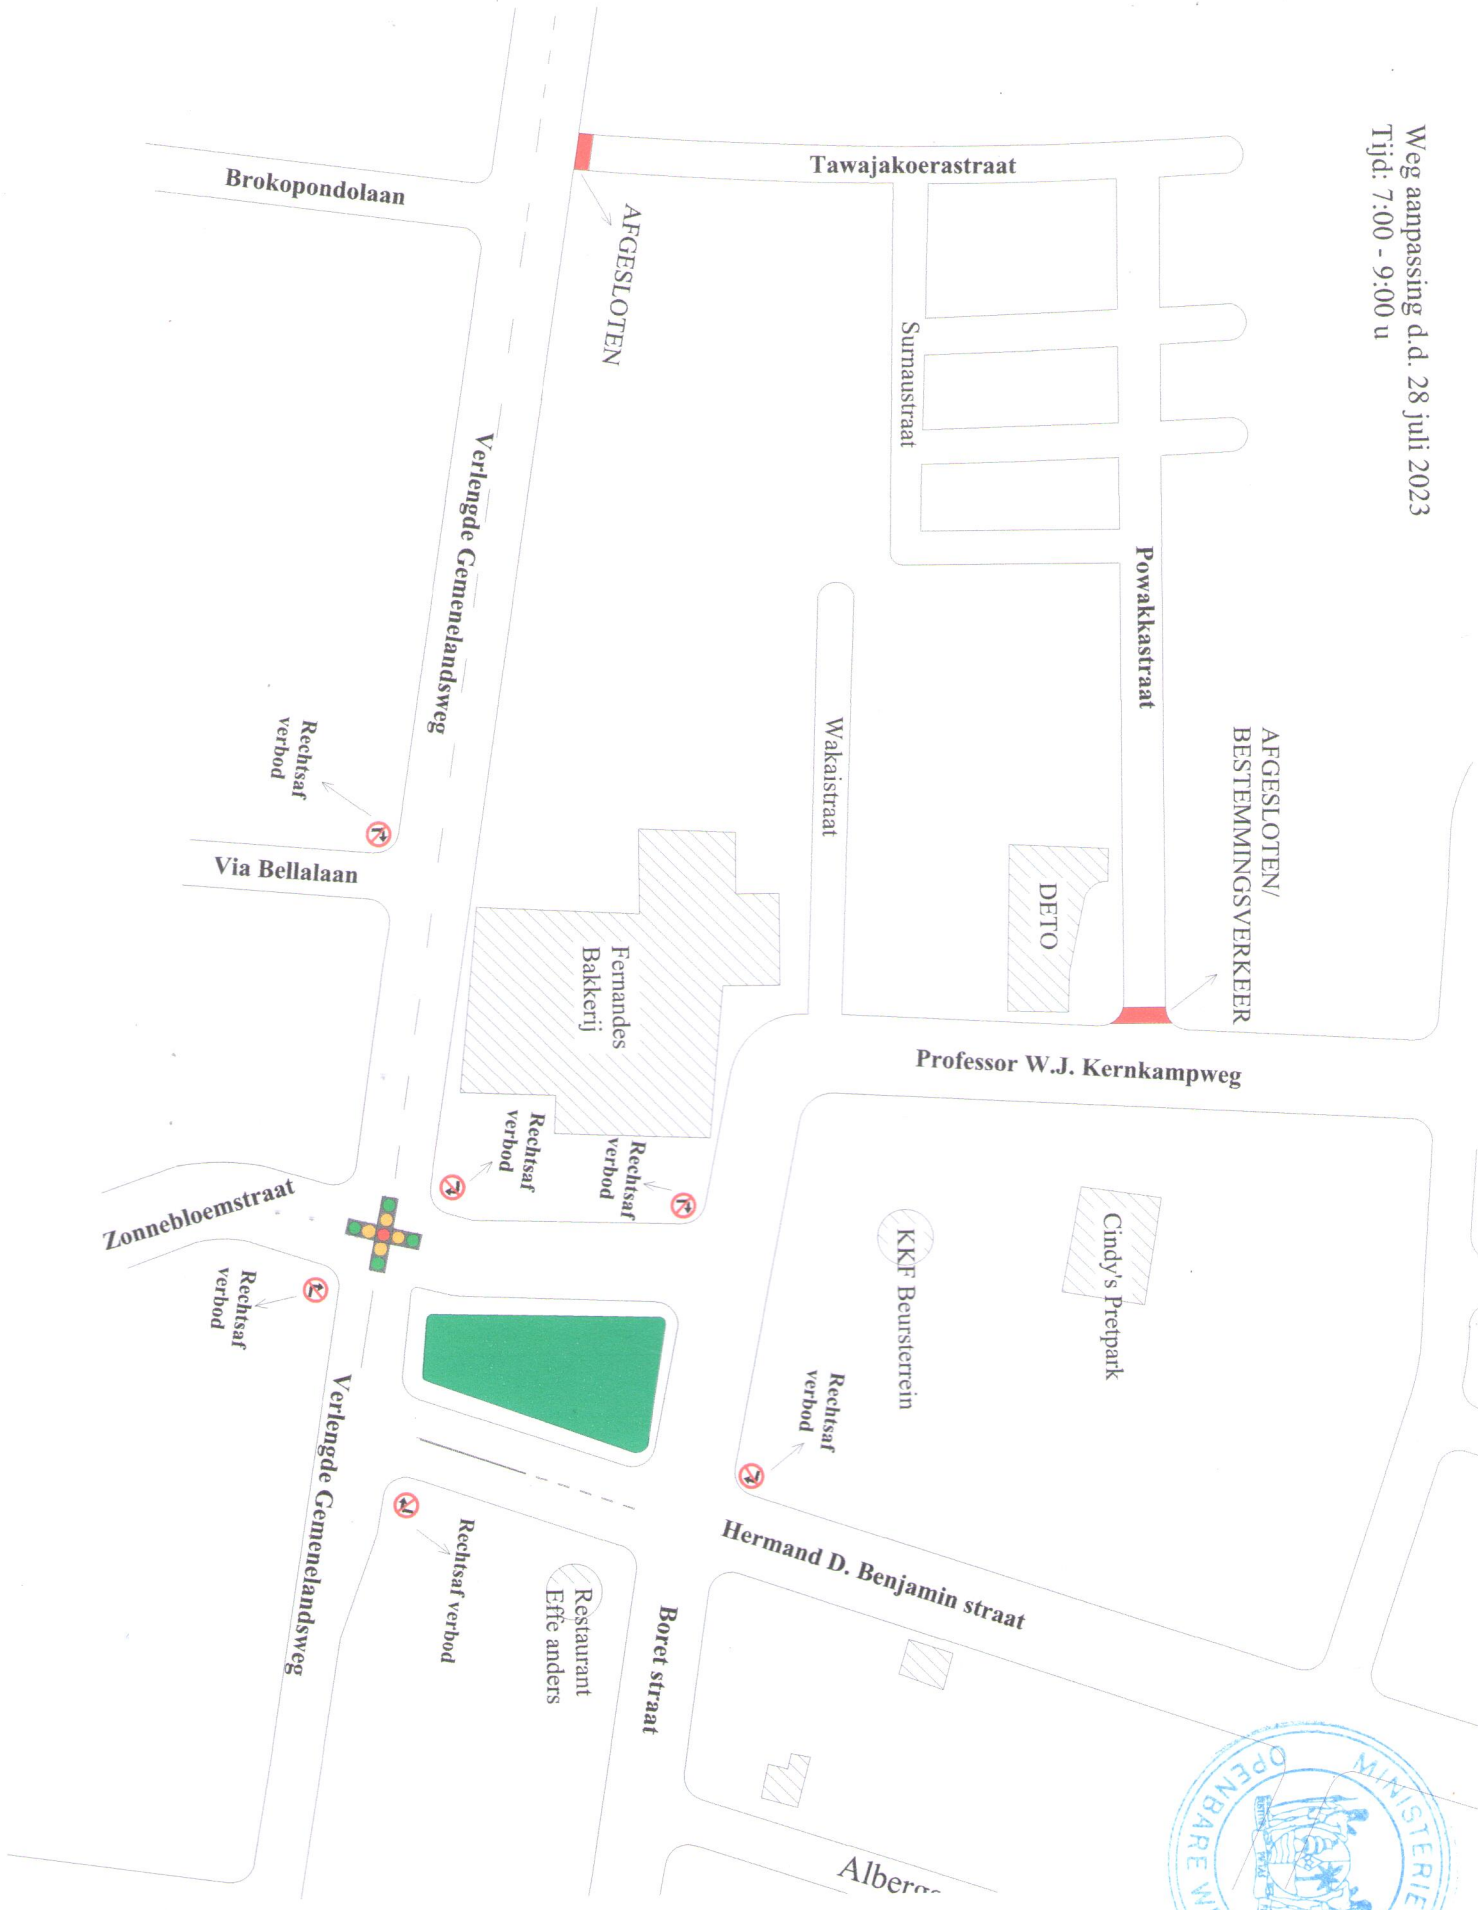 Weg aanpassing d.d. 28 juli 2023
Tijd: 7:00 - 9:00 u
Tawajakoerastraat
Brokopondolaan
AFGESLOTEN
Surnaustraat
Powakkastraat
Verlengde Gemenelandsweg
AFGESLOTEN/
BESTEMMINGSVERKEER
Wakaistraat
DETO
Rechtsaf
verbod
Via Bellalaan
Fernandes
Bakkerij
Professor W.J. Kernkampweg
Rechtsaf
verbod
Rechtsaf
verbod
Zonnebloemstraat
Rechtsaf
verbod
Cindy's Pretpark
KKF Beursterrein
Rechtsaf
verbod
Verlengde Gemenelandsweg
Rechtsaf verbod
Hermand D. Benjamin straat
Restaurant
Effe anders
Boret straat
MINISTERIE
OPENBARE